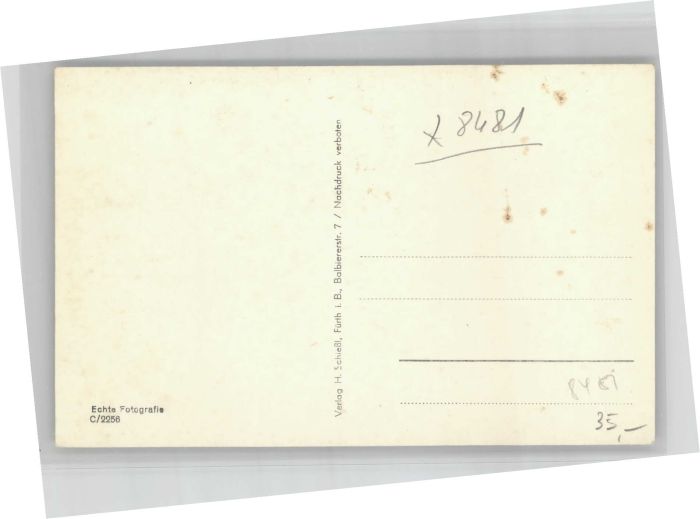 x 8481
Verlag H. Schießl, Fürth i. B., Balbiererstr. 7 / Nachdruck verboten
8481
35,—
Echte Fotografie
C/2256